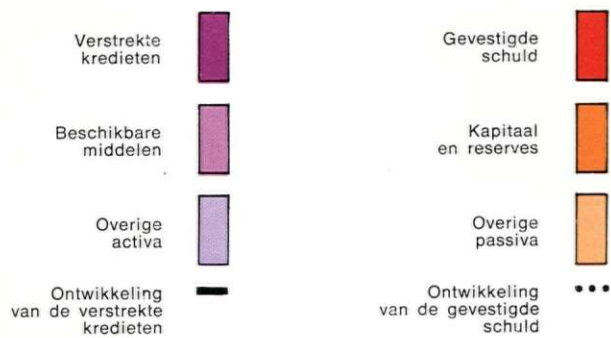 Verstrekte
kredieten
Beschikbare
middelen
Overige
activa
Ontwikkeling
van de verstrekte
kredieten
Gevestigde
schuld
Kapitaal
en reserves
Overige
passiva
Ontwikkeling
van de gevestigde
schuld